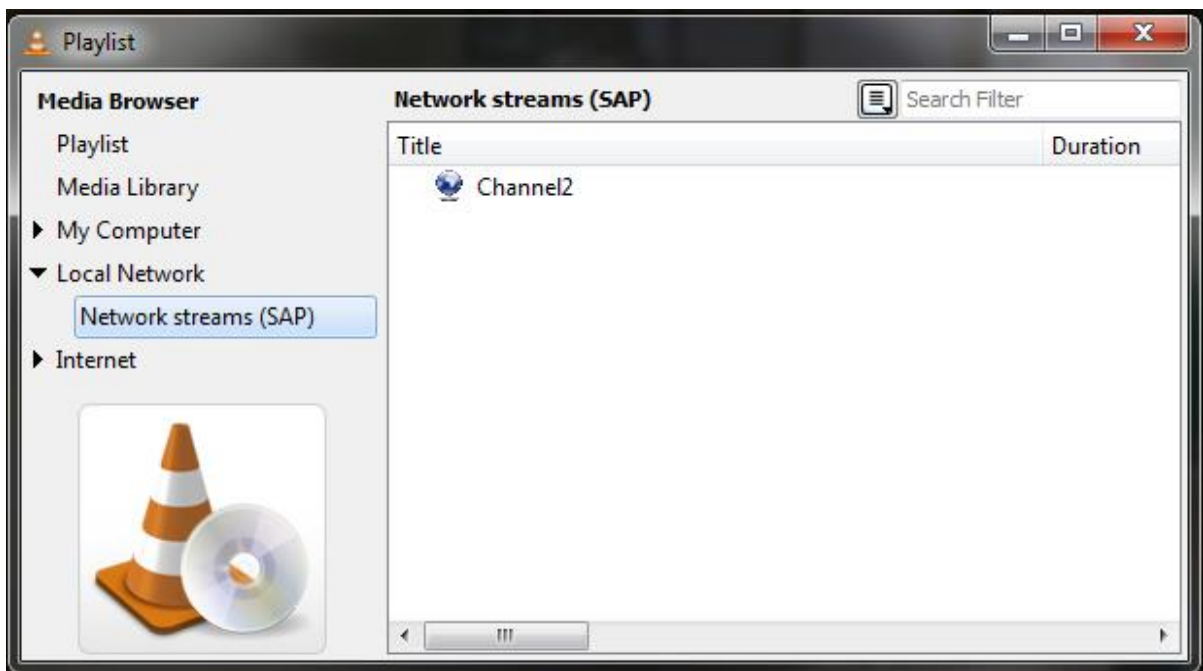 Playlist
Media Browser
Playlist
Media Library
My Computer
Local Network
Network streams (SAP)
Internet
Network streams (SAP)
Search Filter
Title Duration
Channel2